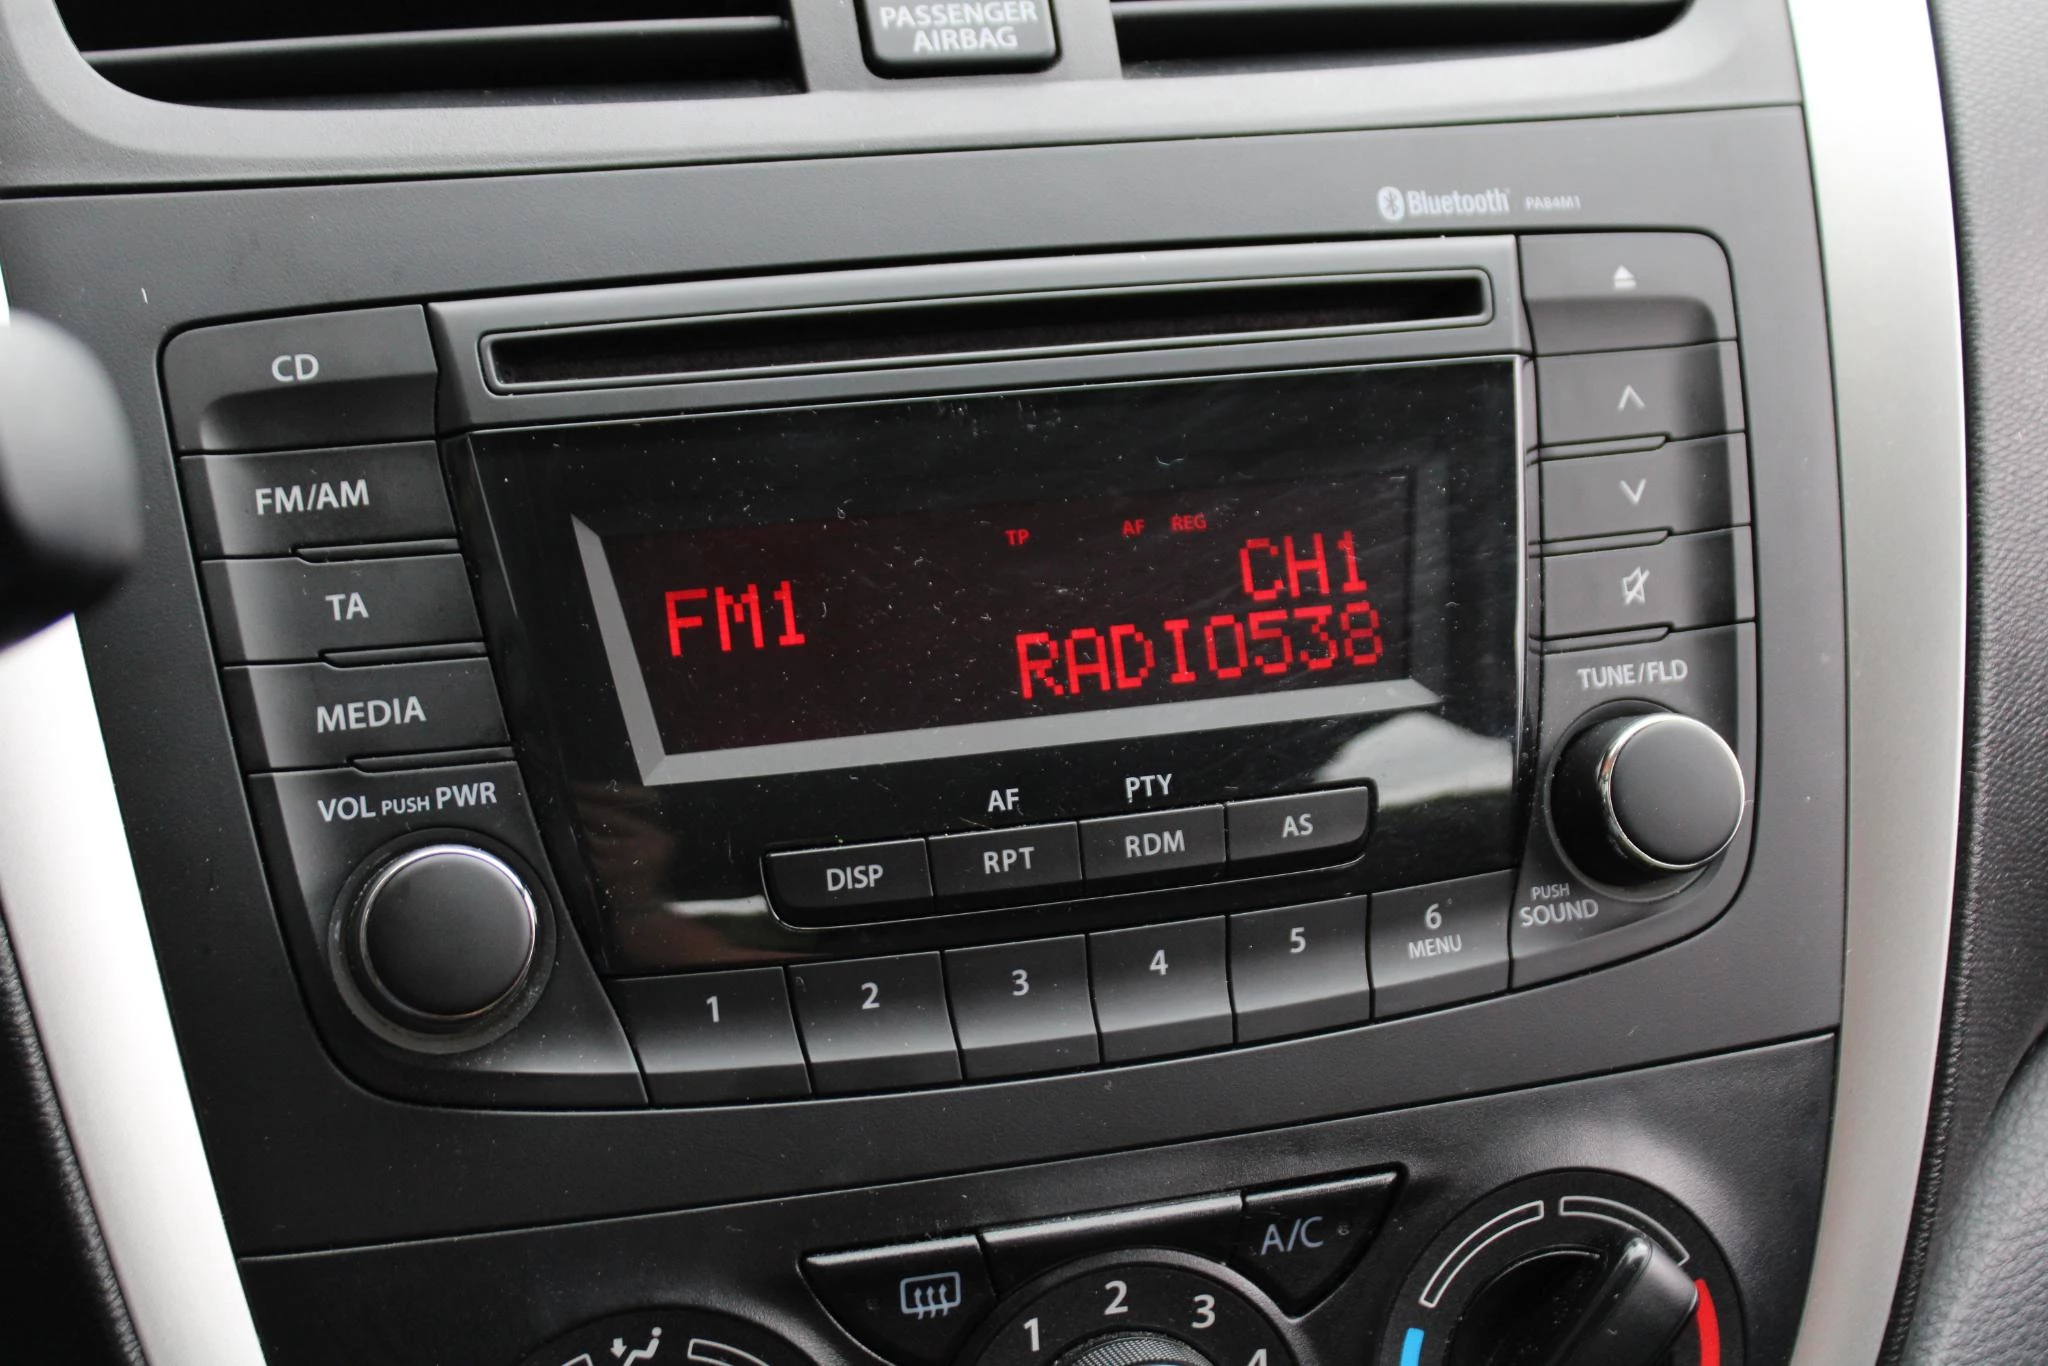 PASSENGER
AIRBAG
Bluetooth PA84M1
CD
FM/AM
TA
MEDIA
VOL PUSH PWR
TP AF REG
FM1 CH1
RADIO538
TUNE/FLD
AF PTY
DISP RPT RDM AS
PUSH
SOUND
1 2 3 4 5 6
MENU
A/C
1 2 3 4